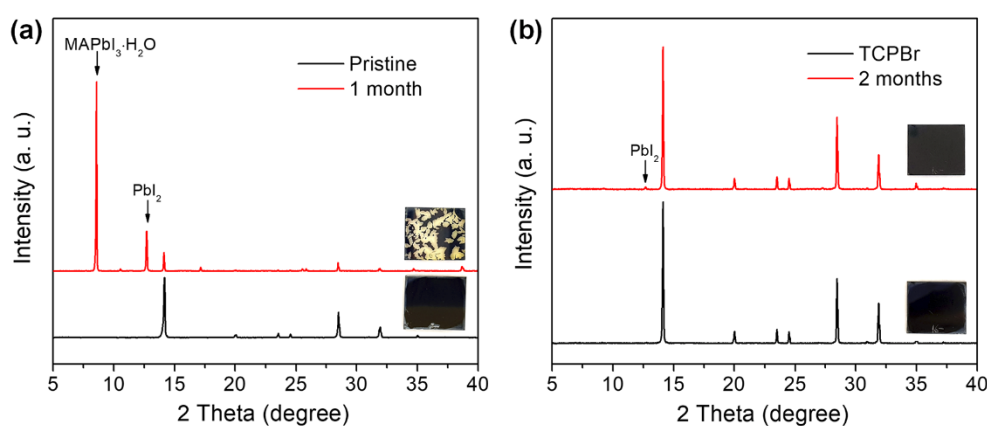 (a)
MAPbI₃·H₂O
Pristine
1 month
PbI₂
Intensity (a. u.)
5 10 15 20 25 30 35 40
2 Theta (degree)
(b)
TCPBr
2 months
PbI₂
Intensity (a. u.)
5 10 15 20 25 30 35 40
2 Theta (degree)